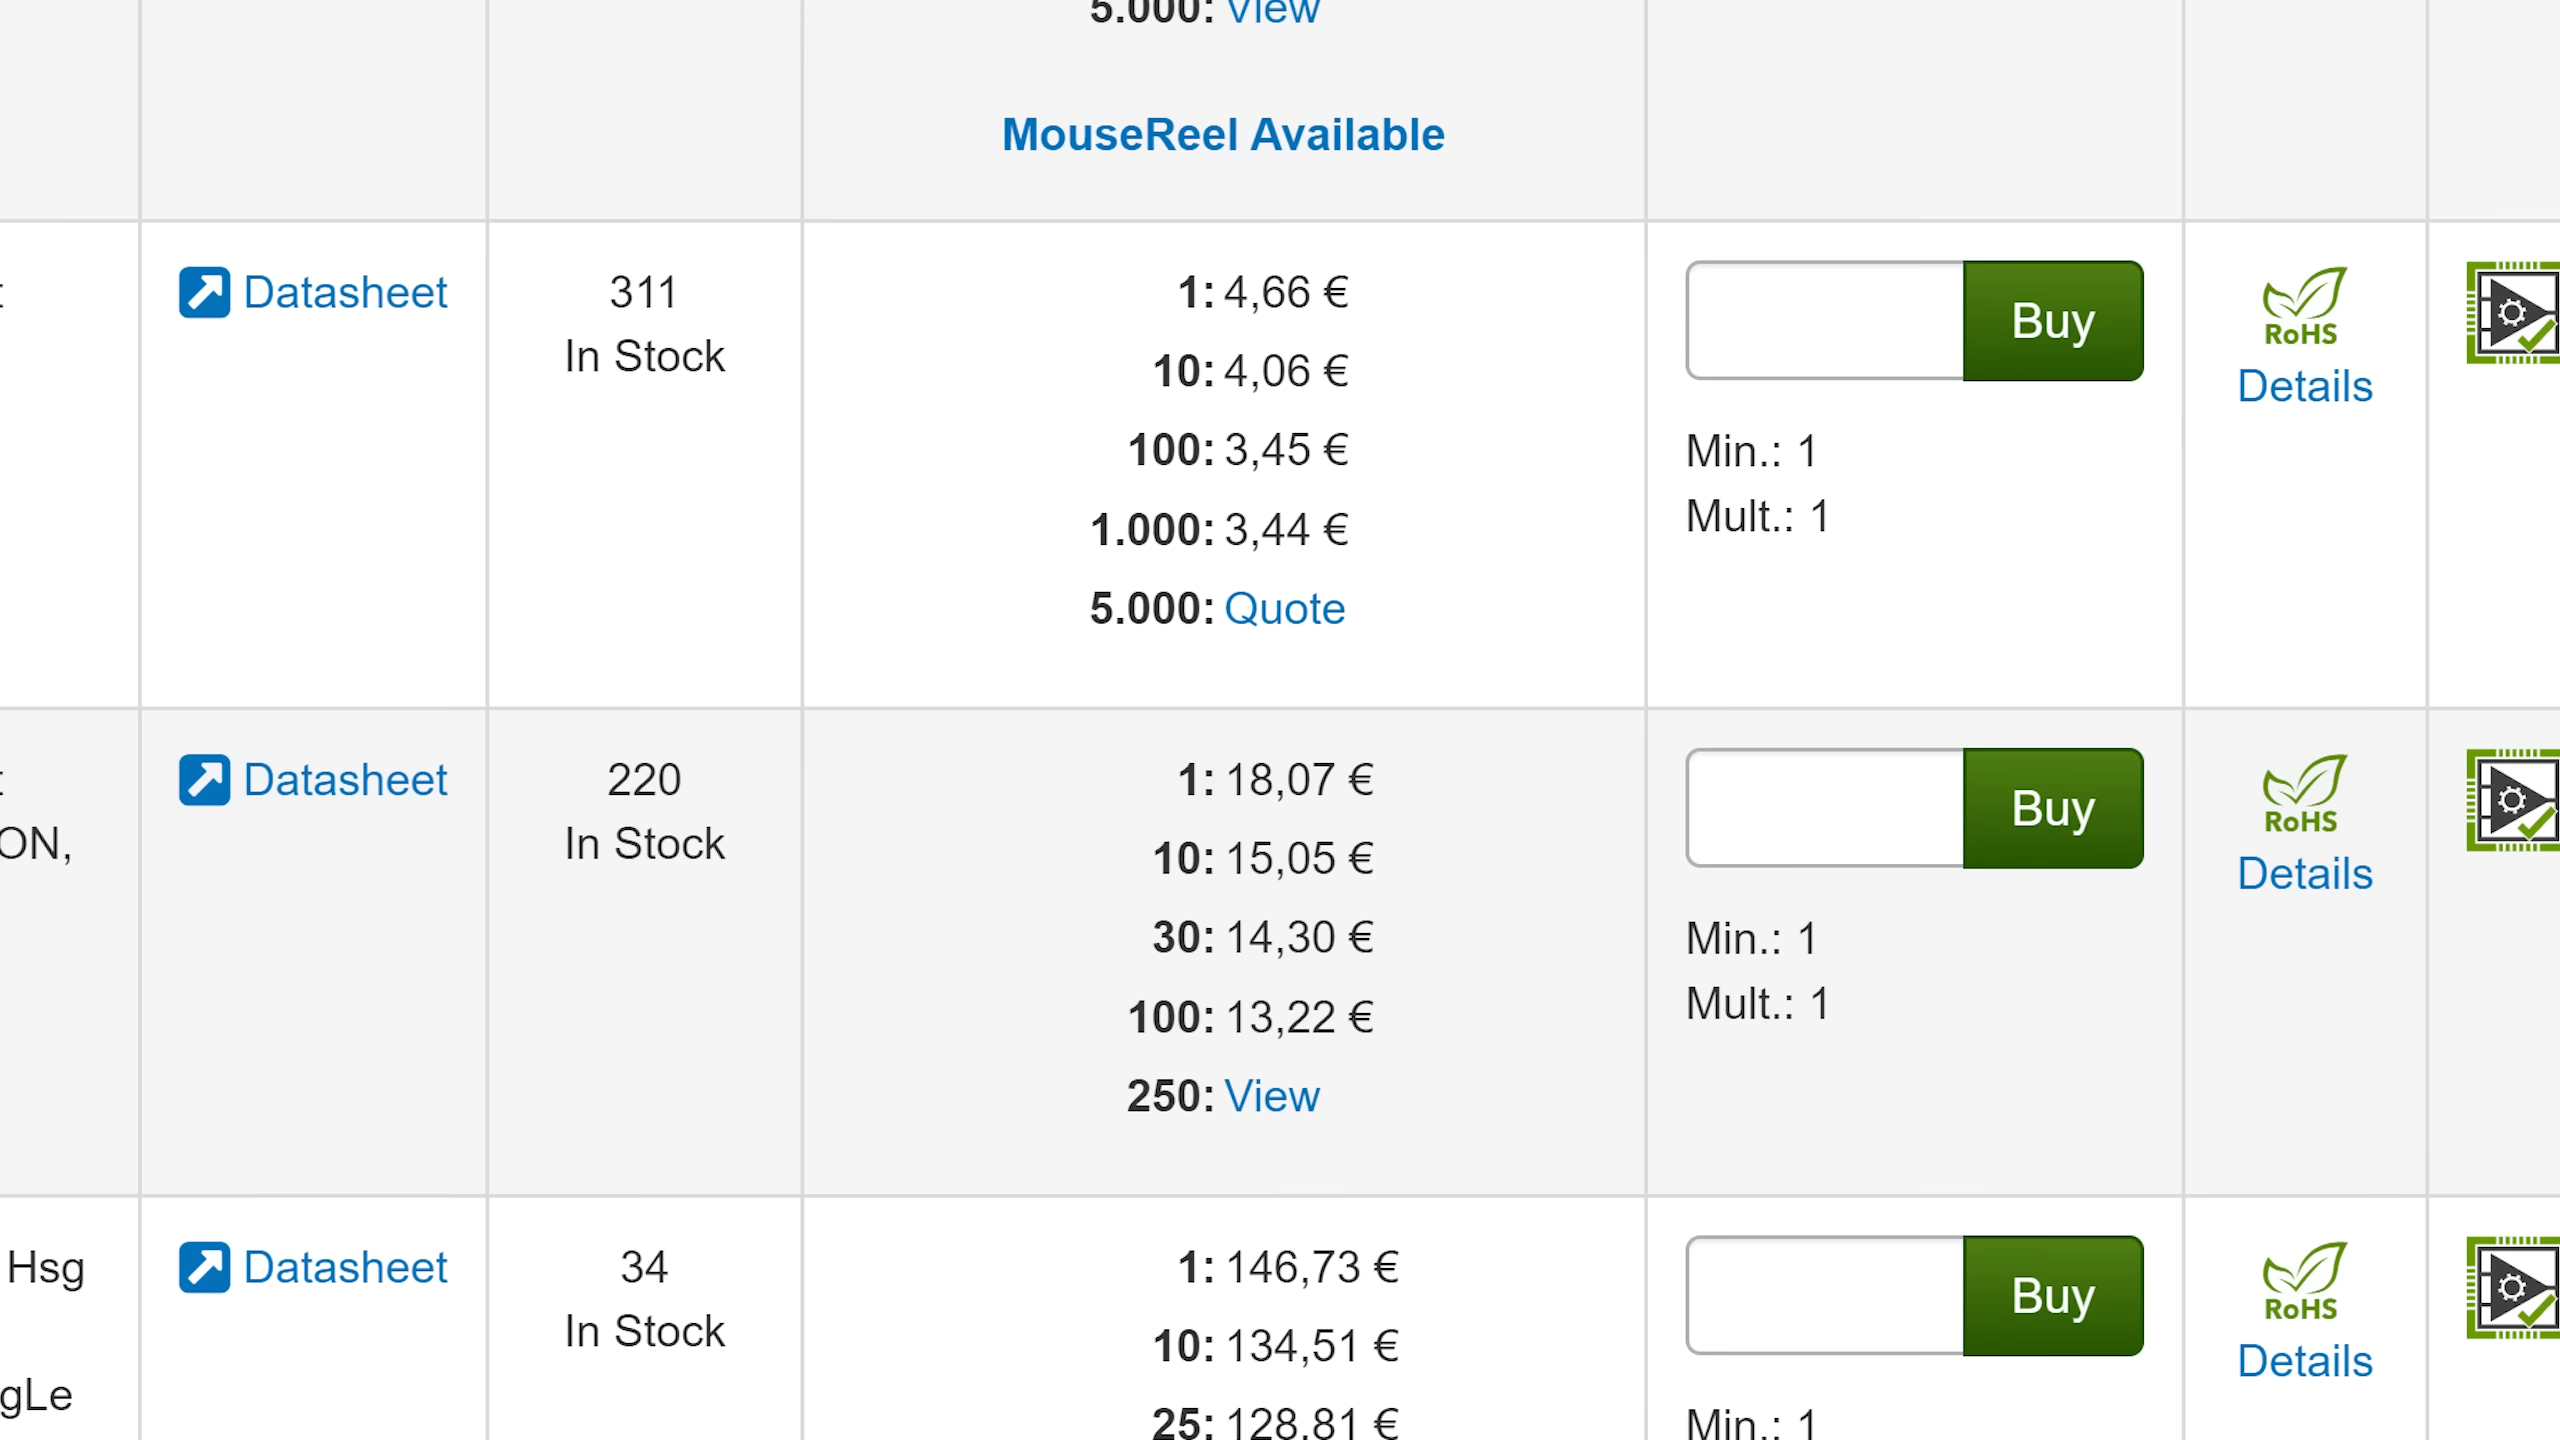 5.000: View
MouseReel Available
Datasheet
311
In Stock
1: 4,66 €
10: 4,06 €
100: 3,45 €
1.000: 3,44 €
5.000: Quote
Buy
Min.: 1
Mult.: 1
RoHS
Details
ON,
Datasheet
220
In Stock
1: 18,07 €
10: 15,05 €
30: 14,30 €
100: 13,22 €
250: View
Buy
Min.: 1
Mult.: 1
RoHS
Details
Hsg
gLe
Datasheet
34
In Stock
1: 146,73 €
10: 134,51 €
25: 128,81 €
Buy
Min.: 1
RoHS
Details